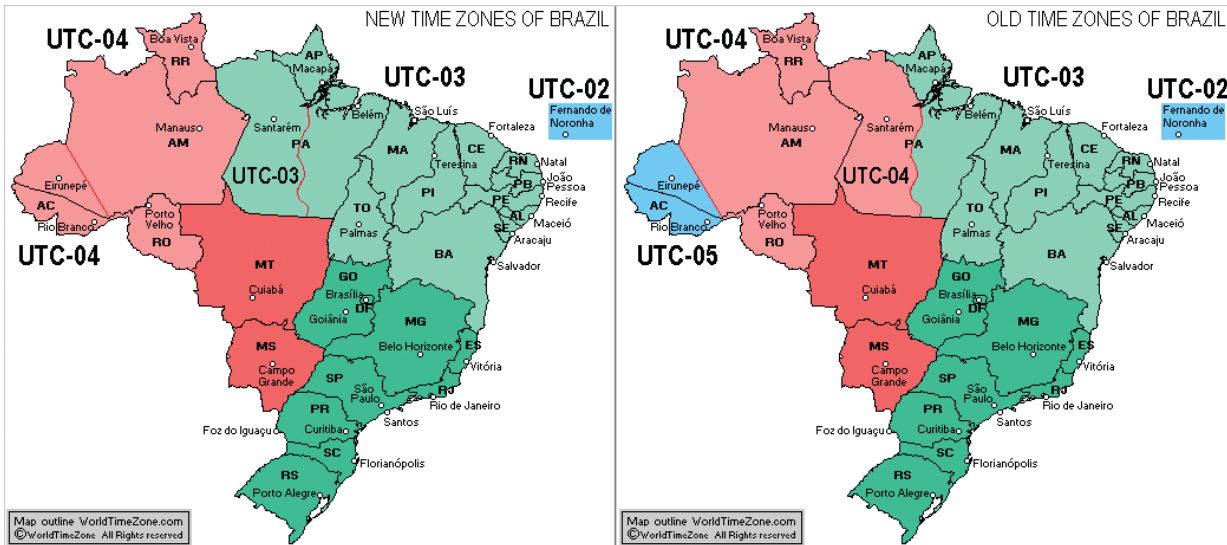 NEW TIME ZONES OF BRAZIL
UTC-04
Boa Vista
RR
AP
Macapá
UTC-03
UTC-02
Fernando de
Noronha
Belém
São Luís
Fortaleza
Manaus
AM
Santarém
PA
MA
Teresina
CE
RN
Natal
PB
João
Pessoa
UTC-03
PI
PE
Recife
Eirunepé
AC
Rio Branco
Porto
Velho
RO
TO
Palmas
AL
Maceió
SE
Aracaju
UTC-04
BA
Salvador
MT
Cuiabá
GO
Brasília
DF
Goiânia
MG
Belo Horizonte
ES
Vitória
MS
Campo
Grande
SP
São
Paulo
RJ
Rio de Janeiro
Santos
PR
Curitiba
Foz do Iguaçu
SC
Florianópolis
RS
Porto Alegre
Map outline WorldTimeZone.com
©WorldTimeZone All Rights reserved
OLD TIME ZONES OF BRAZIL
UTC-04
Boa Vista
RR
AP
Macapá
UTC-03
UTC-02
Fernando de
Noronha
Belém
São Luís
Fortaleza
Manaus
AM
Santarém
PA
MA
Teresina
CE
RN
Natal
PB
João
Pessoa
UTC-04
PI
PE
Recife
Eirunepé
AC
Rio Branco
Porto
Velho
RO
TO
Palmas
AL
Maceió
SE
Aracaju
UTC-05
BA
Salvador
MT
Cuiabá
GO
Brasília
DF
Goiânia
MG
Belo Horizonte
ES
Vitória
MS
Campo
Grande
SP
São
Paulo
RJ
Rio de Janeiro
Santos
PR
Curitiba
Foz do Iguaçu
SC
Florianópolis
RS
Porto Alegre
Map outline WorldTimeZone.com
©WorldTimeZone All Rights reserved